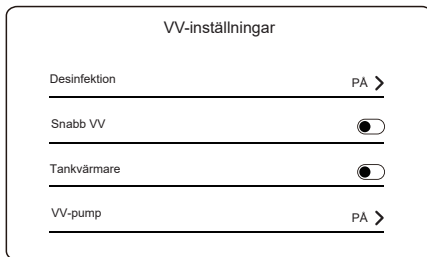 VV-inställningar
Desinfektion PÅ
Snabb VV
Tankvärmare
VV-pump PÅ